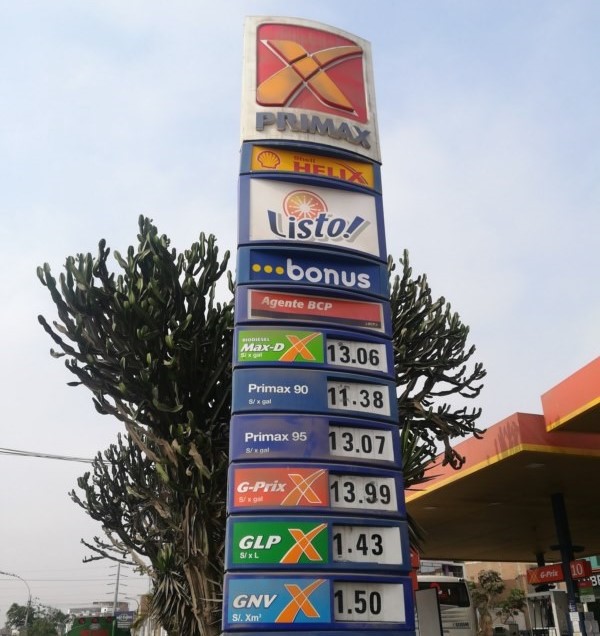 PRIMAX
Shell
HELIX
Listo!
bonus
Agente BCP
Max-D
S/ x gal
13.06
Primax 90
S/ x gal
11.38
Primax 95
S/ x gal
13.07
G-Prix
S/ x gal
13.99
GLP
S/ x L
1.43
GNV
S/. Xm³
1.50
G-Prix